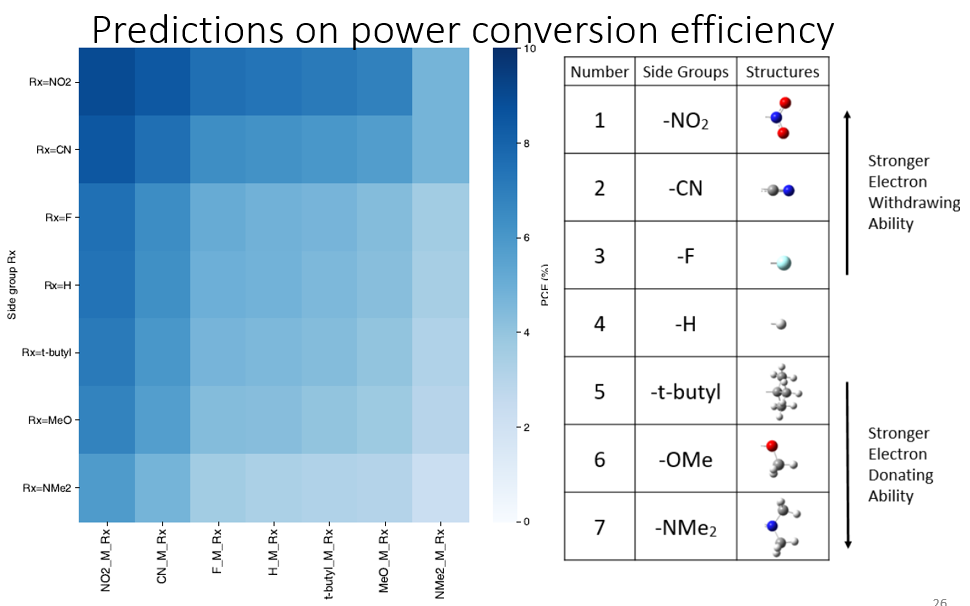 Predictions on power conversion efficiency
Side group Rx
Rx=NO2
Rx=CN
Rx=F
Rx=H
Rx=t-butyl
Rx=MeO
Rx=NMe2
NO2_M_Rx
CN_M_Rx
F_M_Rx
H_M_Rx
t-butyl_M_Rx
MeO_M_Rx
NMe2_M_Rx
10
8
6
4
2
0
PCE (%)
Number Side Groups Structures
1 -NO₂
2 -CN
3 -F
4 -H
5 -t-butyl
6 -OMe
7 -NMe₂
Stronger
Electron
Withdrawing
Ability
Stronger
Electron
Donating
Ability
26